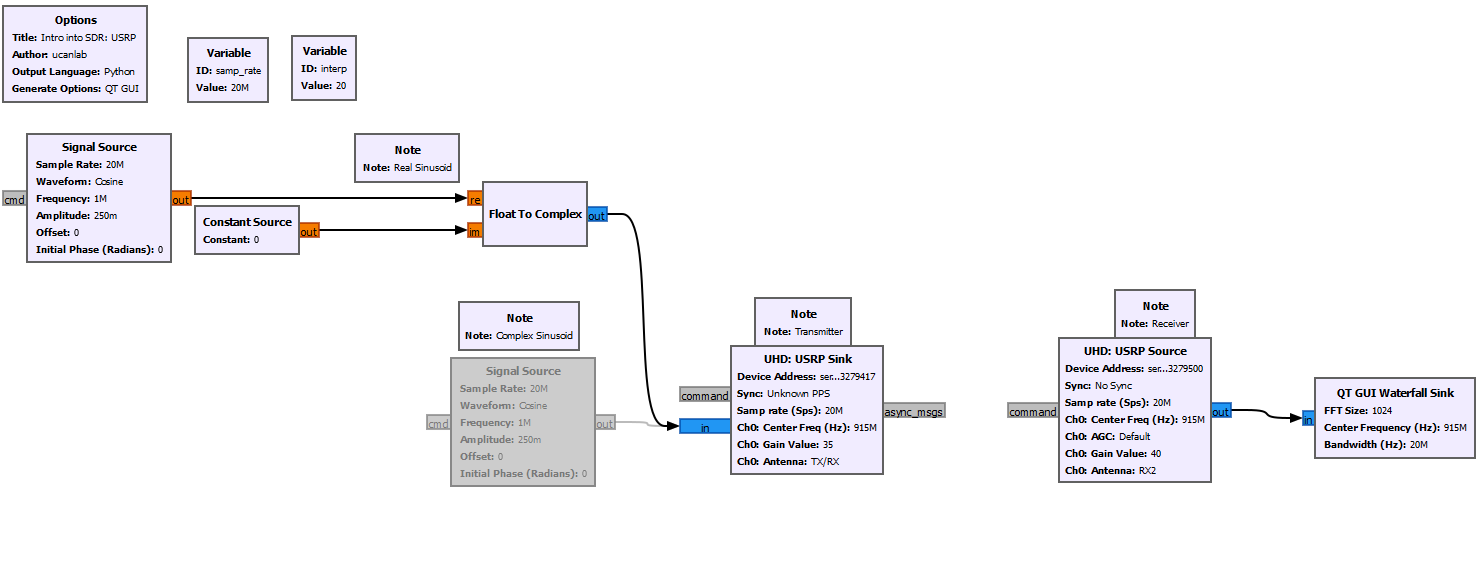 Options
Title: Intro into SDR: USRP
Author: ucanlab
Output Language: Python
Generate Options: QT GUI
Variable
ID: samp_rate
Value: 20M
Variable
ID: interp
Value: 20
Signal Source
Sample Rate: 20M
Waveform: Cosine
Frequency: 1M
Amplitude: 250m
Offset: 0
Initial Phase (Radians): 0
cmd
out
Note
Note: Real Sinusoid
Constant Source
Constant: 0
out
re
im
Float To Complex
out
Note
Note: Complex Sinusoid
Signal Source
Sample Rate: 20M
Waveform: Cosine
Frequency: 1M
Amplitude: 250m
Offset: 0
Initial Phase (Radians): 0
cmd
out
Note
Note: Transmitter
UHD: USRP Sink
Device Address: ser...3279417
Sync: Unknown PPS
Samp rate (Sps): 20M
Ch0: Center Freq (Hz): 915M
Ch0: Gain Value: 35
Ch0: Antenna: TX/RX
command
in
async_msgs
Note
Note: Receiver
UHD: USRP Source
Device Address: ser...3279500
Sync: No Sync
Samp rate (Sps): 20M
Ch0: Center Freq (Hz): 915M
Ch0: AGC: Default
Ch0: Gain Value: 40
Ch0: Antenna: RX2
command
out
in
QT GUI Waterfall Sink
FFT Size: 1024
Center Frequency (Hz): 915M
Bandwidth (Hz): 20M